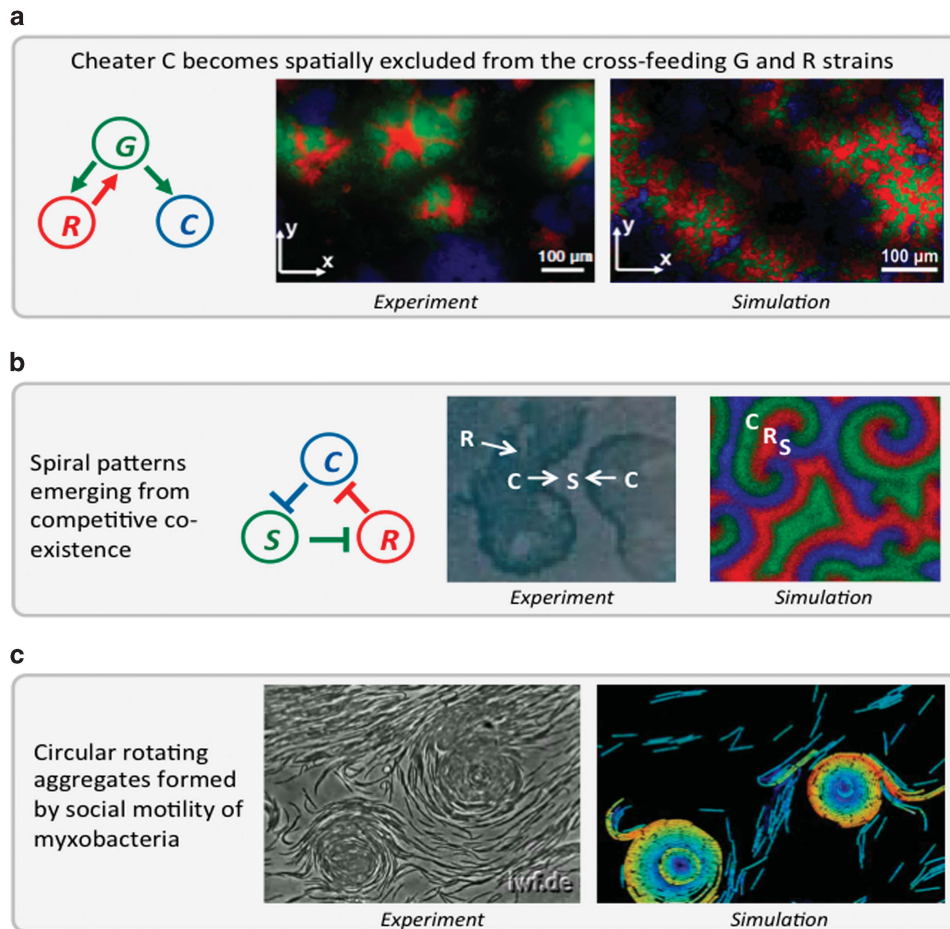 a
Cheater C becomes spatially excluded from the cross-feeding G and R strains
G
R
C
y
x
100 µm
y
x
100 µm
Experiment
Simulation
b
Spiral patterns
emerging from
competitive co-
existence
C
S
R
R
C
S
C
C
R
S
Experiment
Simulation
c
Circular rotating
aggregates formed
by social motility of
myxobacteria
iwf.de
Experiment
Simulation